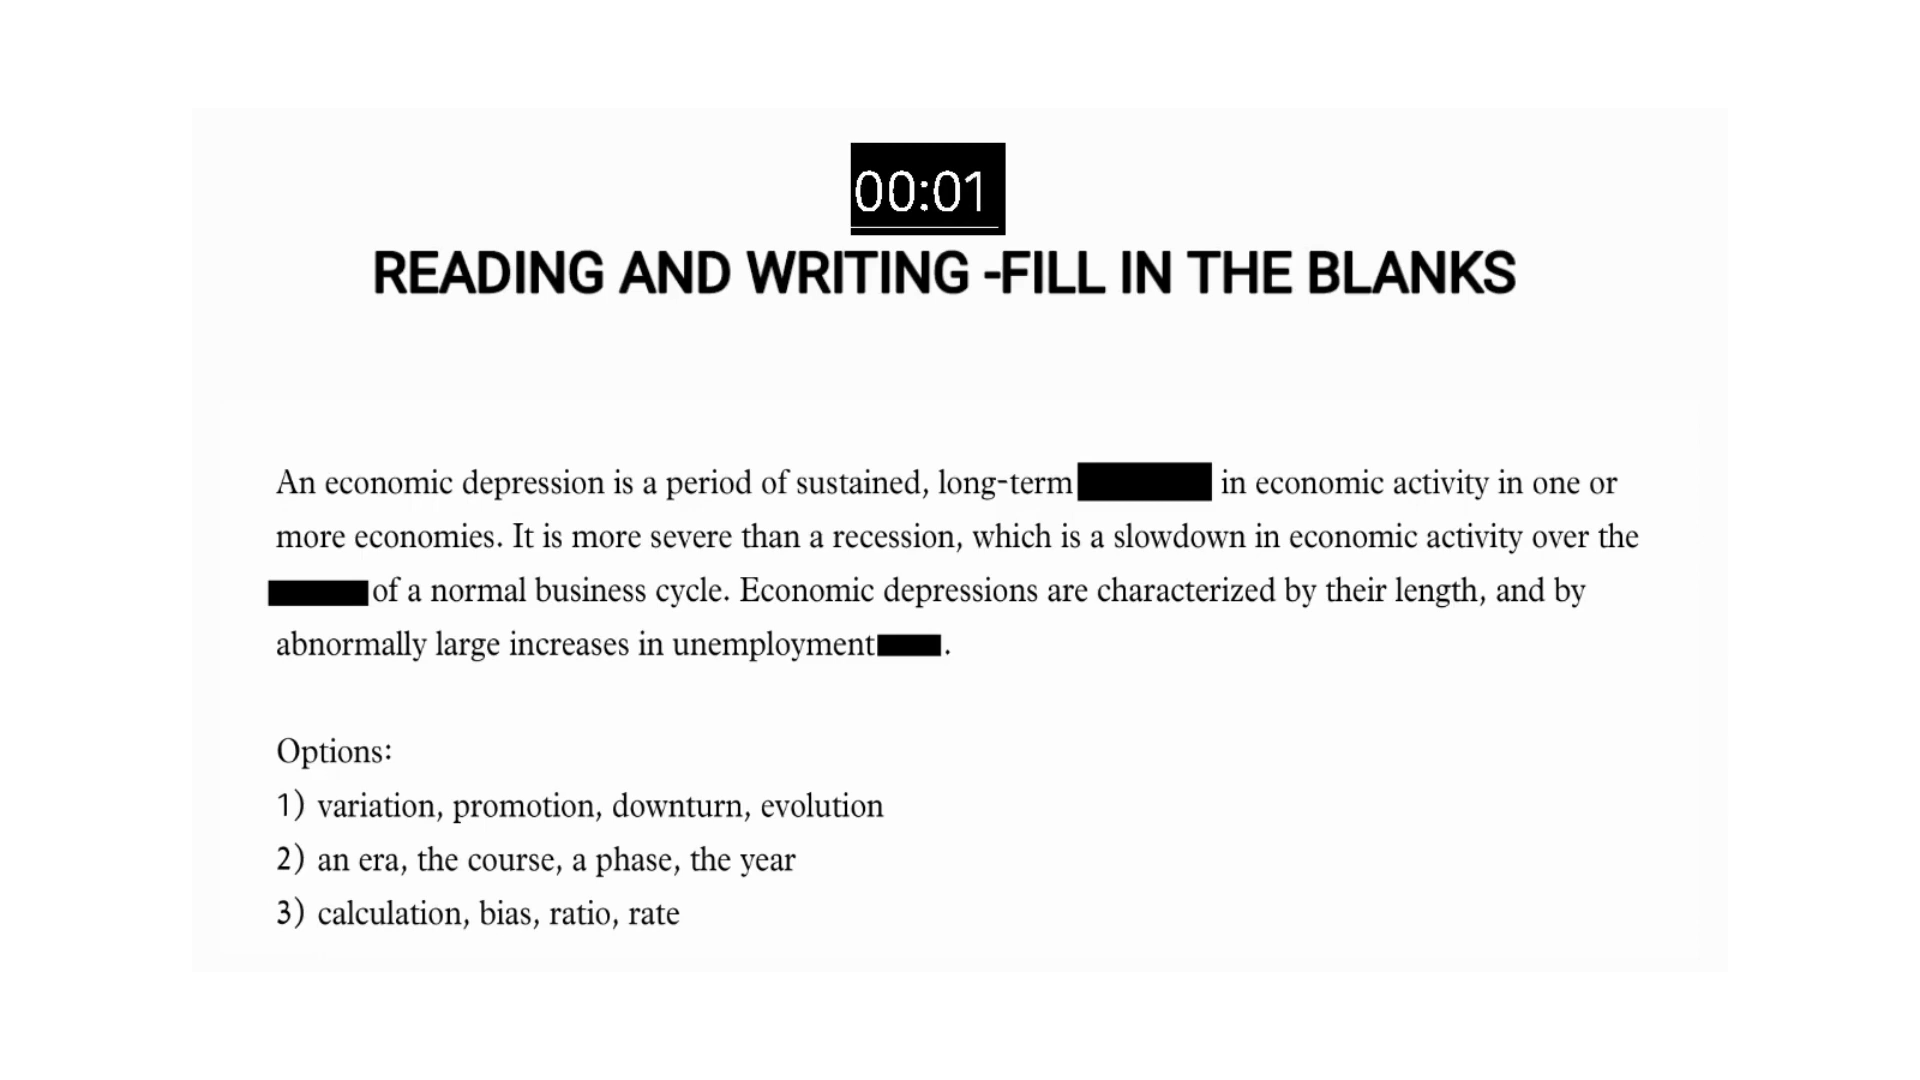 00:01
READING AND WRITING -FILL IN THE BLANKS
An economic depression is a period of sustained, long-term in economic activity in one or
more economies. It is more severe than a recession, which is a slowdown in economic activity over the
of a normal business cycle. Economic depressions are characterized by their length, and by
abnormally large increases in unemployment .
Options:
1) variation, promotion, downturn, evolution
2) an era, the course, a phase, the year
3) calculation, bias, ratio, rate